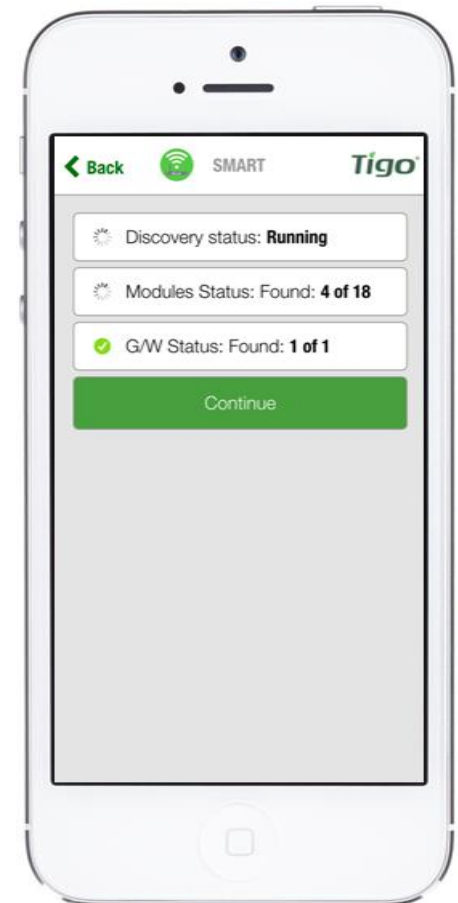 Back SMART Tigo
Discovery status: Running
Modules Status: Found: 4 of 18
G/W Status: Found: 1 of 1
Continue